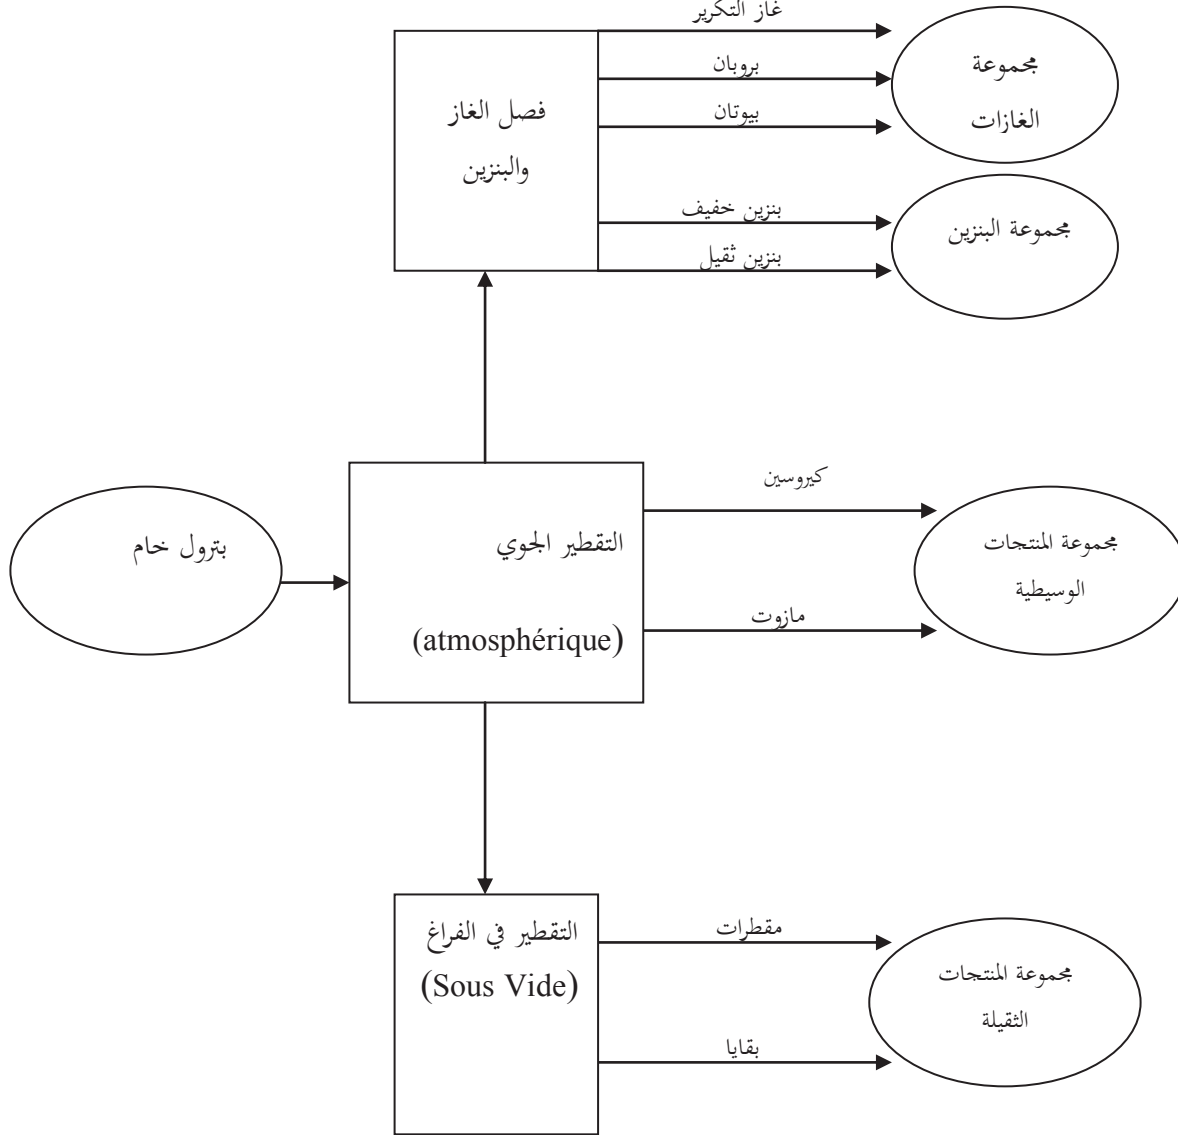 غاز التكرير
بروبان
بيوتان
بنزين خفيف
بنزين ثقيل
فصل الغاز
والبنزين
مجموعة
الغازات
مجموعة البنزين
بترول خام
التقطير الجوي
(atmosphérique)
كيروسين
مازوت
مجموعة المنتجات
الوسيطية
التقطير في الفراغ
(Sous Vide)
مقطرات
بقايا
مجموعة المنتجات
الثقيلة